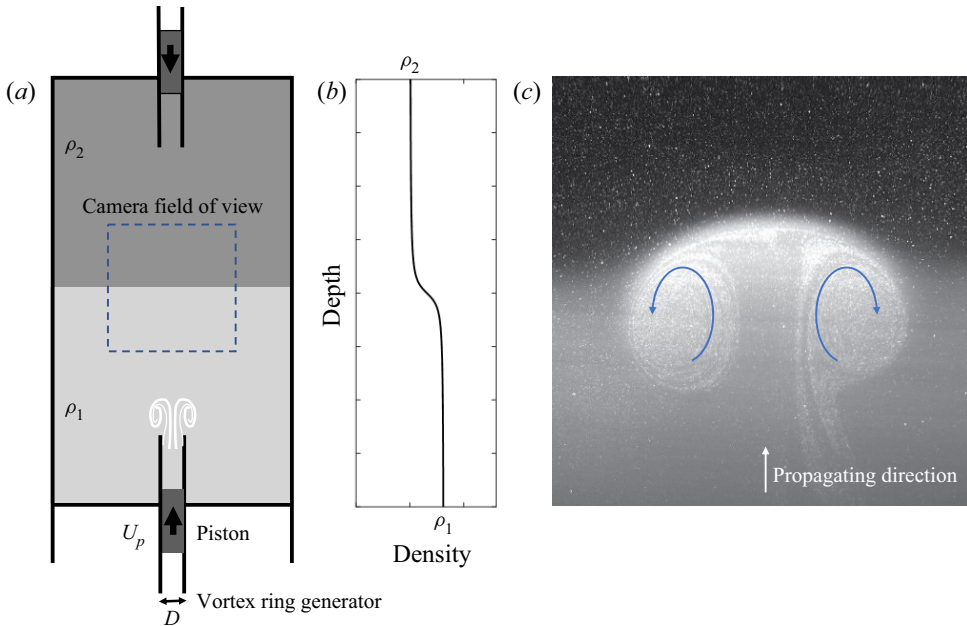 (a)
ρ2
Camera field of view
ρ1
Up
Piston
D
Vortex ring generator
(b)
ρ2
Depth
ρ1
Density
(c)
Propagating direction